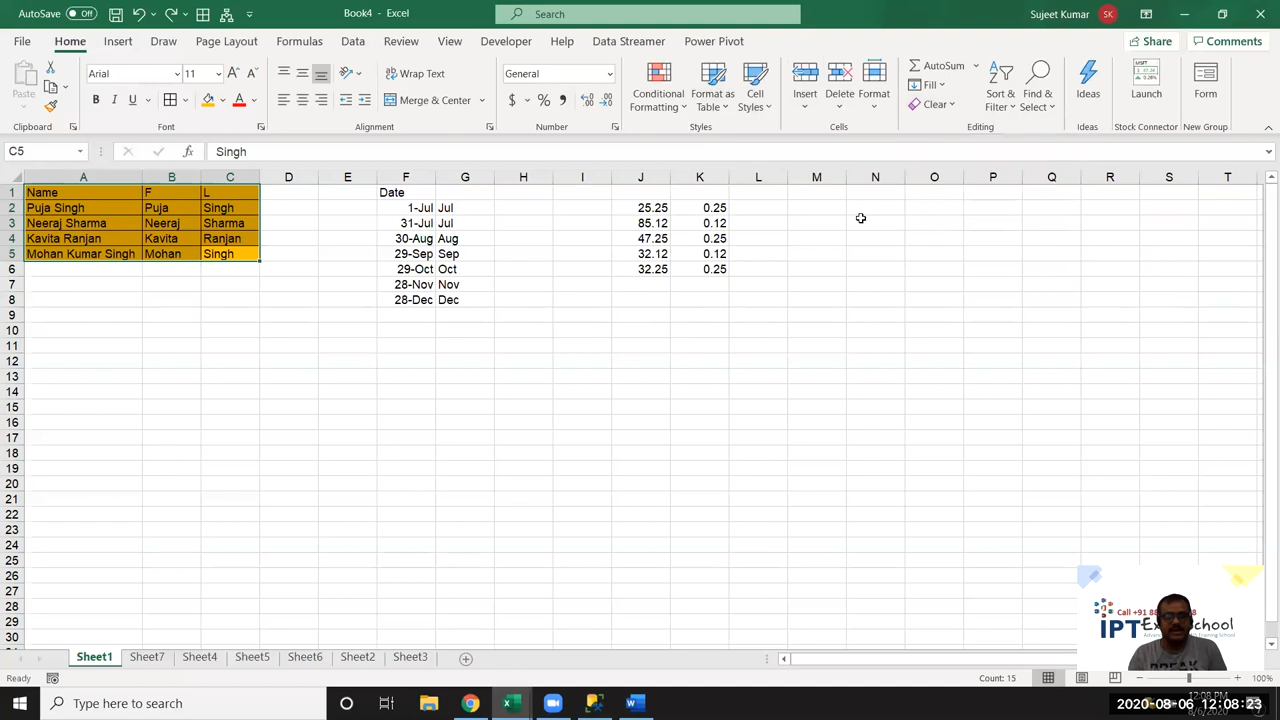 AutoSave Off Book4 - Excel Search Sujeet Kumar SK
File Home Insert Draw Page Layout Formulas Data Review View Developer Help Data Streamer Power Pivot Share Comments
Paste Arial 11 Wrap Text General Conditional Formatting Format as Table Cell Styles Insert Delete Format AutoSum Sort & Filter Find & Select Ideas Launch Form
B I U Merge & Center $ % Fill
Clear
Clipboard Font Alignment Number Styles Cells Editing Ideas Stock Connector New Group
C5 fx Singh
A B C D E F G H I J K L M N O P Q R S T
1 Name F L Date
2 Puja Singh Puja Singh 1-Jul Jul 25.25 0.25
3 Neeraj Sharma Neeraj Sharma 31-Jul Jul 85.12 0.12
4 Kavita Ranjan Kavita Ranjan 30-Aug Aug 47.25 0.25
5 Mohan Kumar Singh Mohan Singh 29-Sep Sep 32.12 0.12
6 29-Oct Oct 32.25 0.25
7 28-Nov Nov
8 28-Dec Dec
9
10
11
12
13
14
15
16
17
18
19
20
21
22
23
24
25
26
27
28
29
30
Call +91
IPT
School
BREAK
Sheet1 Sheet7 Sheet4 Sheet5 Sheet6 Sheet2 Sheet3
Ready Count: 15 100%
Type here to search
2020-08-06 12:08:23